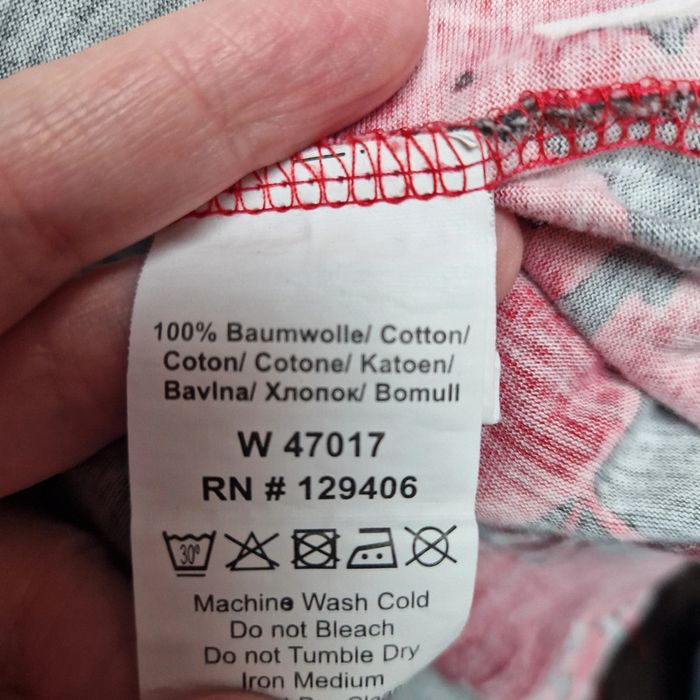 100% Baumwolle/ Cotton/
Coton/ Cotone/ Katoen/
Bavlna/ Хлопок/ Bomull
W 47017
RN # 129406
30°
Machine Wash Cold
Do not Bleach
Do not Tumble Dry
Iron Medium